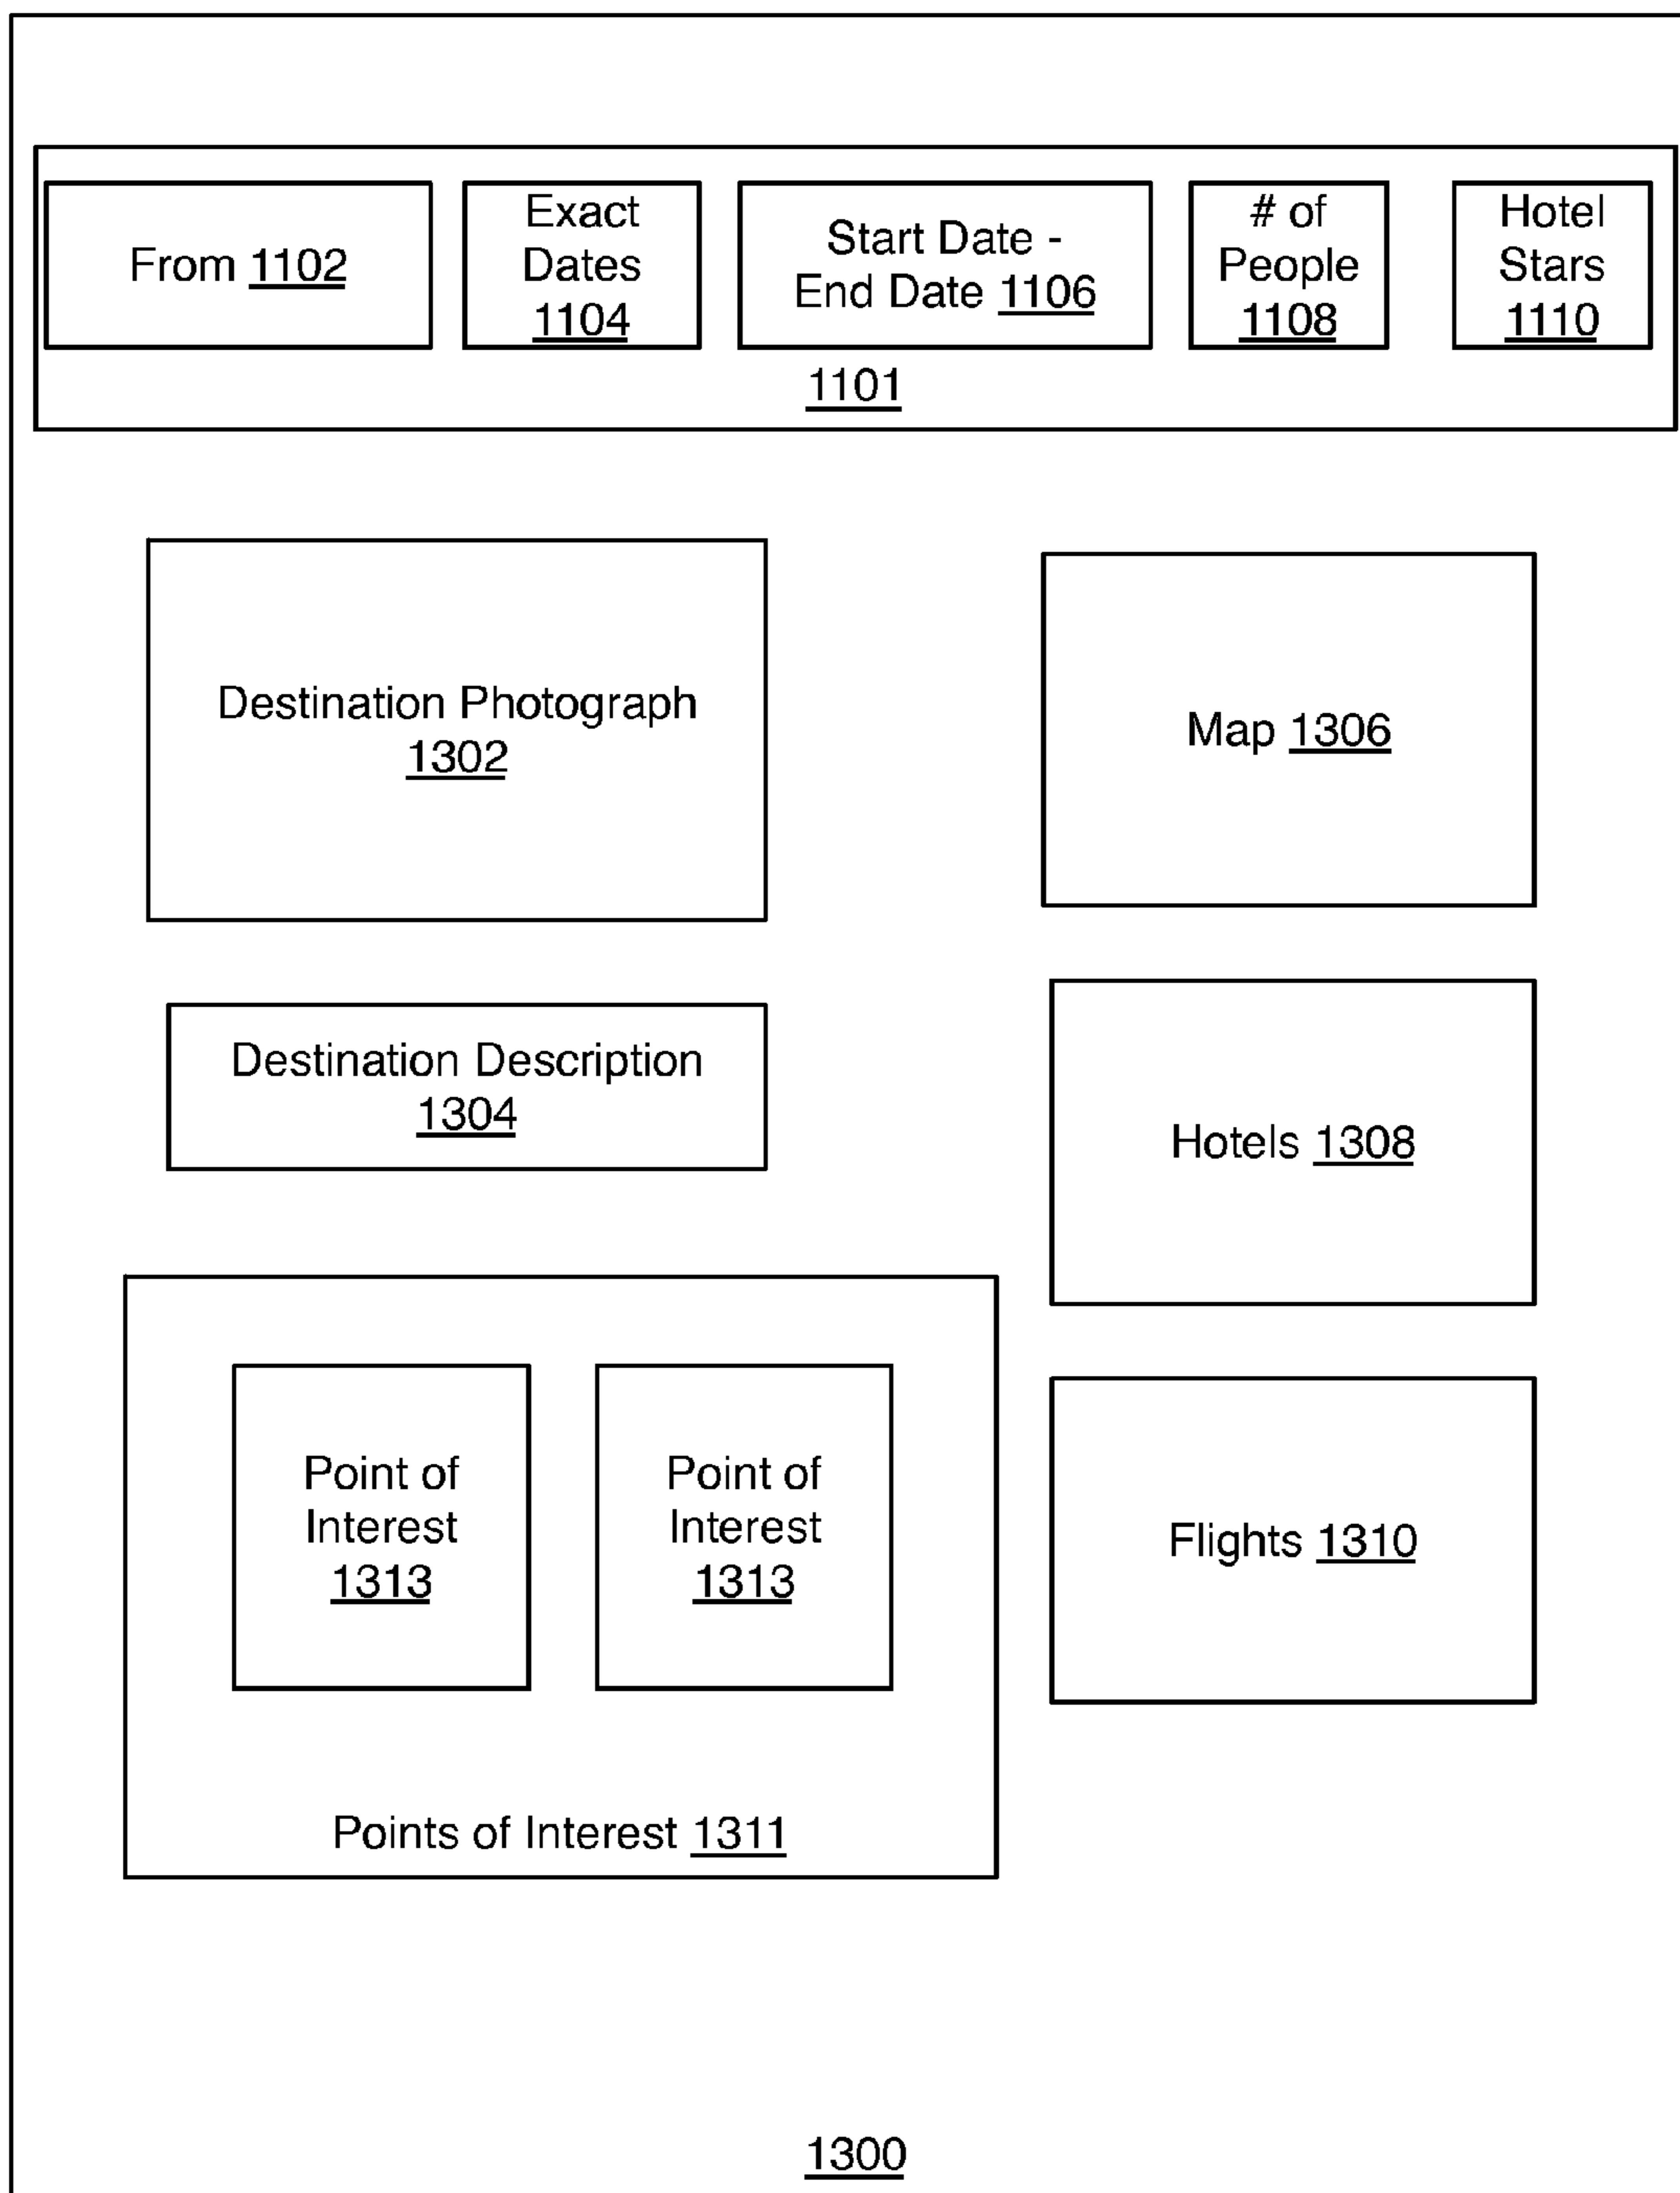 From 1102
Exact
Dates
1104
Start Date -
End Date 1106
# of
People
1108
Hotel
Stars
1110
1101
Destination Photograph
1302
Map 1306
Destination Description
1304
Hotels 1308
Point of
Interest
1313
Point of
Interest
1313
Flights 1310
Points of Interest 1311
1300